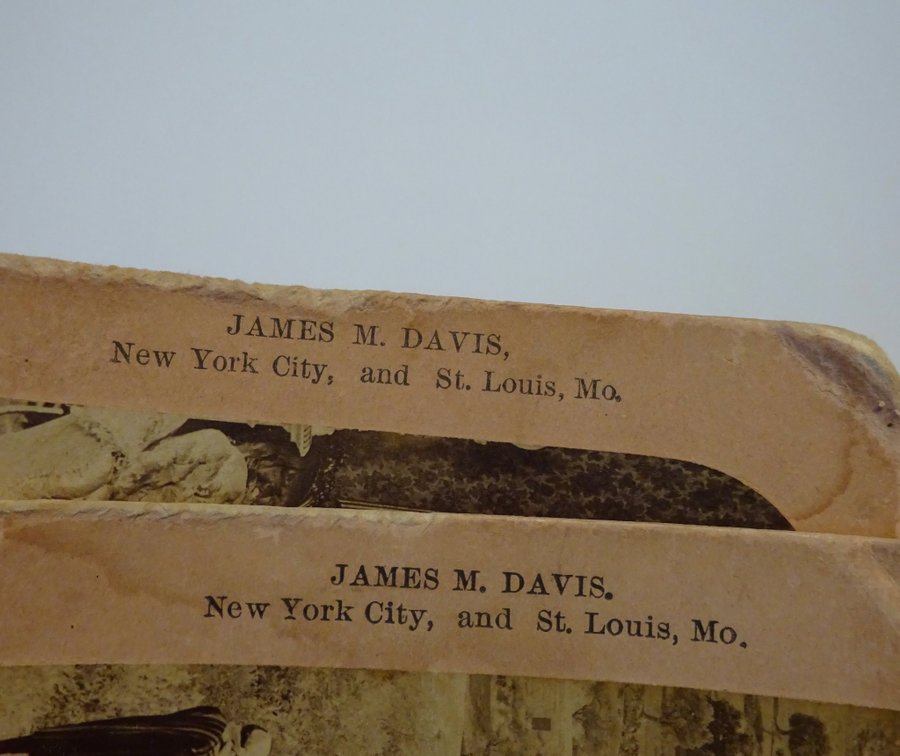 JAMES M. DAVIS,
New York City, and St. Louis, Mo.
JAMES M. DAVIS.
New York City, and St. Louis, Mo.